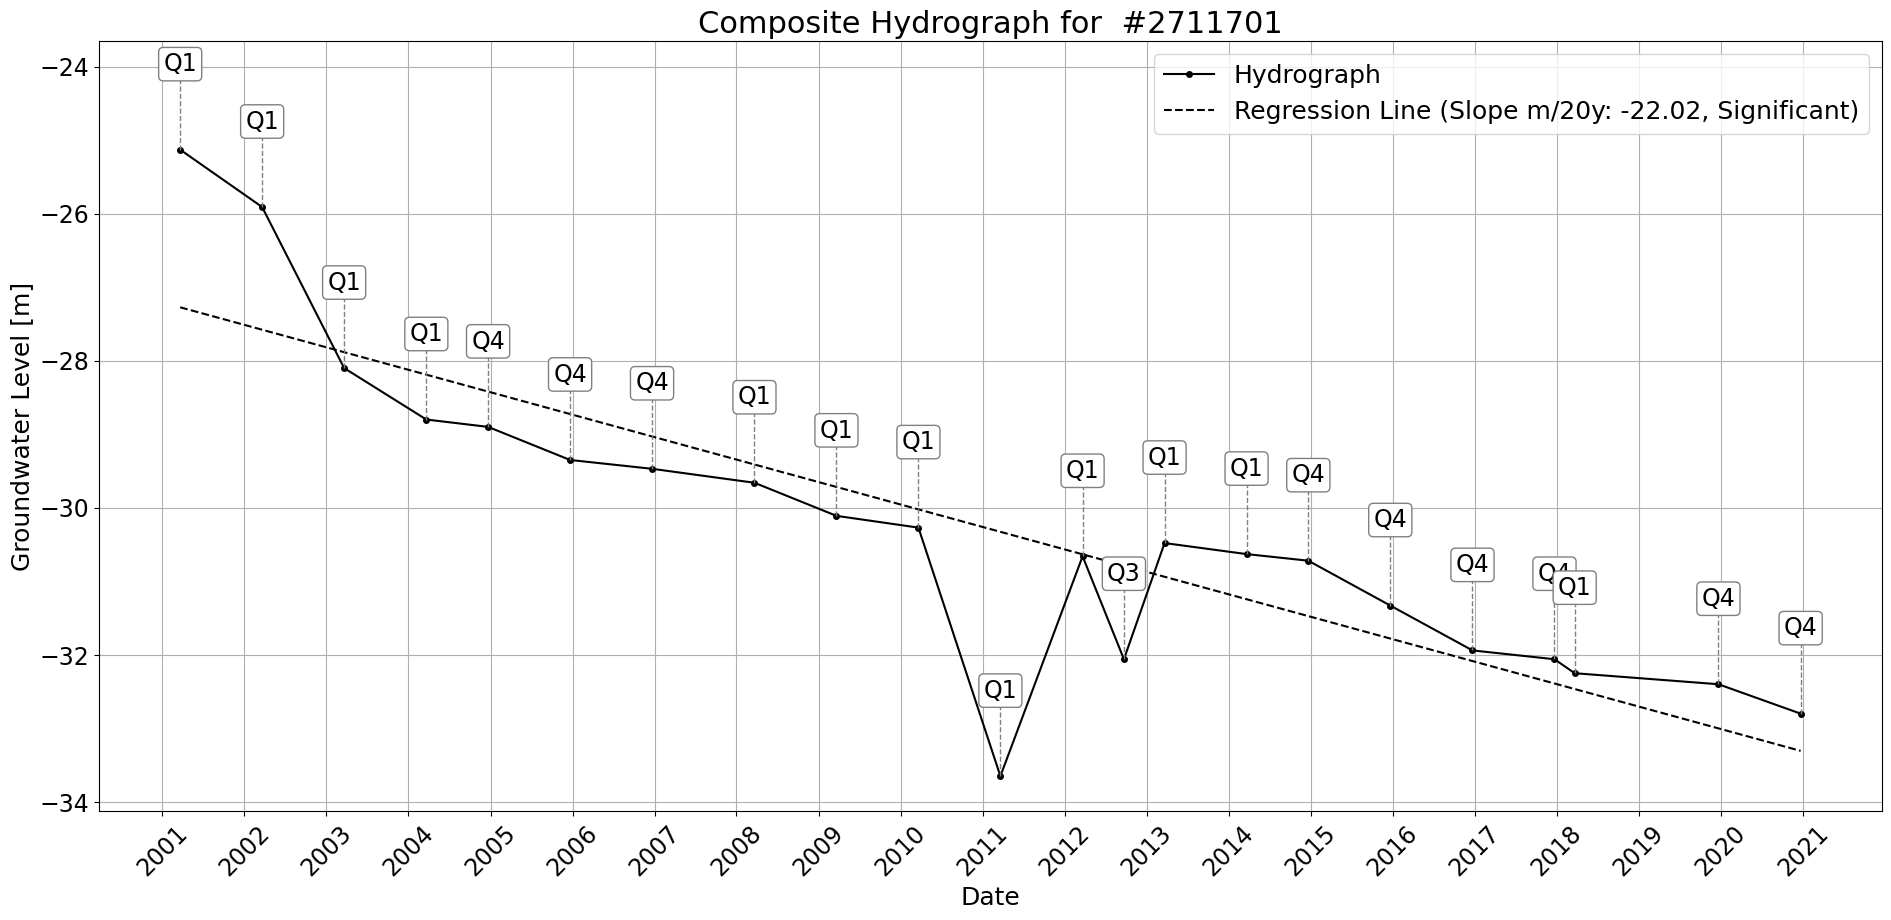 Composite Hydrograph for  #2711701
Hydrograph
Regression Line (Slope m/20y: -22.02, Significant)
Groundwater Level [m]
−24
−26
−28
−30
−32
−34
Q1
Q1
Q1
Q1
Q4
Q4
Q4
Q1
Q1
Q1
Q1
Q1
Q3
Q1
Q1
Q4
Q4
Q4
Q4
Q1
Q4
Q4
2001
2002
2003
2004
2005
2006
2007
2008
2009
2010
2011
2012
2013
2014
2015
2016
2017
2018
2019
2020
2021
Date